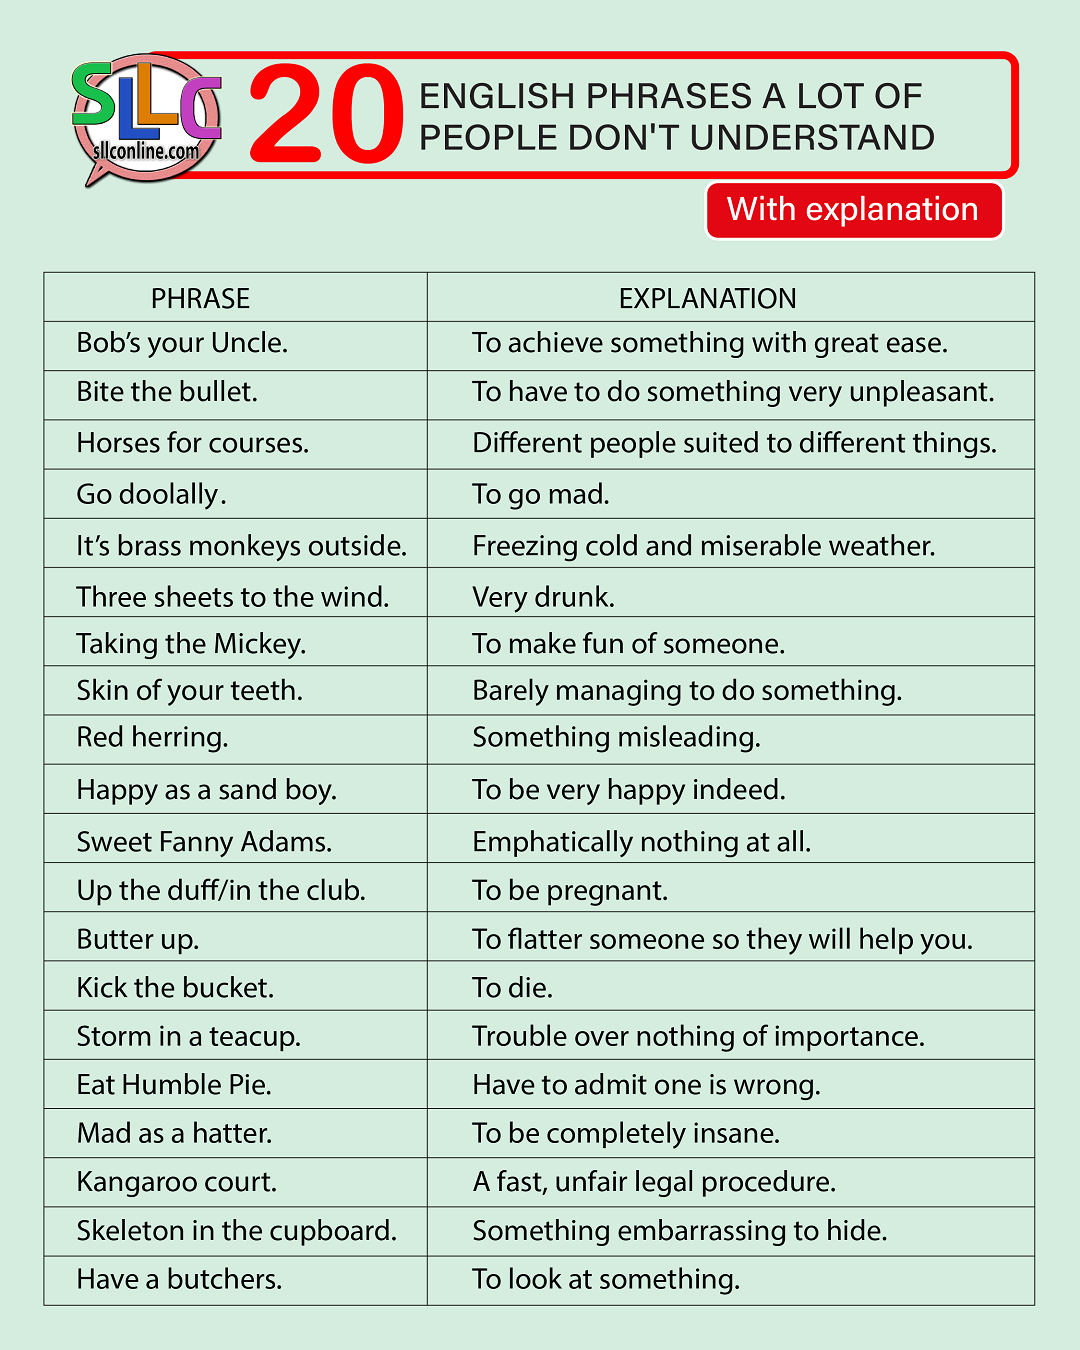 SLLC
sllconline.com
20
ENGLISH PHRASES A LOT OF
PEOPLE DON'T UNDERSTAND
With explanation
PHRASE EXPLANATION
Bob’s your Uncle. To achieve something with great ease.
Bite the bullet. To have to do something very unpleasant.
Horses for courses. Different people suited to different things.
Go doolally. To go mad.
It’s brass monkeys outside. Freezing cold and miserable weather.
Three sheets to the wind. Very drunk.
Taking the Mickey. To make fun of someone.
Skin of your teeth. Barely managing to do something.
Red herring. Something misleading.
Happy as a sand boy. To be very happy indeed.
Sweet Fanny Adams. Emphatically nothing at all.
Up the duff/in the club. To be pregnant.
Butter up. To flatter someone so they will help you.
Kick the bucket. To die.
Storm in a teacup. Trouble over nothing of importance.
Eat Humble Pie. Have to admit one is wrong.
Mad as a hatter. To be completely insane.
Kangaroo court. A fast, unfair legal procedure.
Skeleton in the cupboard. Something embarrassing to hide.
Have a butchers. To look at something.